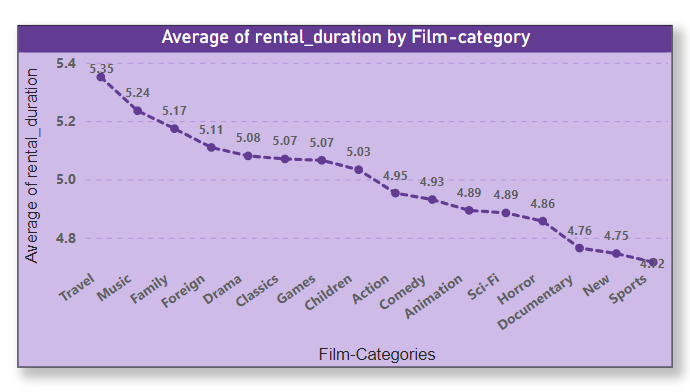 Average of rental_duration by Film-category
Average of rental_duration
5.4
5.2
5.0
4.8
5.35
5.24
5.17
5.11
5.08
5.07
5.07
5.03
4.95
4.93
4.89
4.89
4.86
4.76
4.75
4.72
Travel
Music
Family
Foreign
Drama
Classics
Games
Children
Action
Comedy
Animation
Sci-Fi
Horror
Documentary
New
Sports
Film-Categories